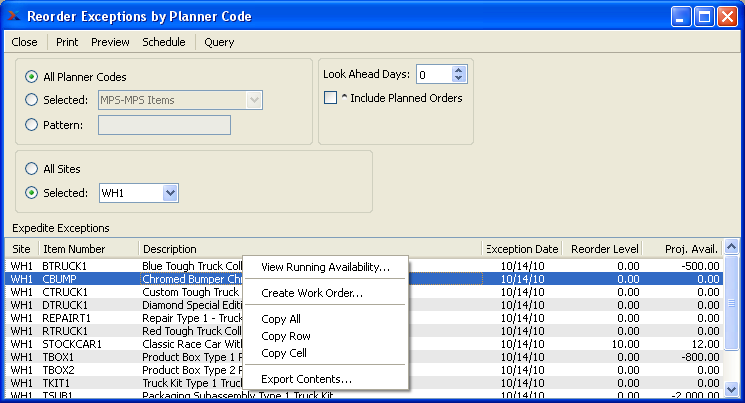 Reorder Exceptions by Planner Code
Close Print Preview Schedule Query
All Planner Codes
Selected: MPS-MPS Items
Pattern:
Look Ahead Days: 0
* Include Planned Orders
All Sites
Selected: WH1
Expedite Exceptions
Site Item Number Description Exception Date Reorder Level Proj. Avail.
WH1 BTRUCK1 Blue Tough Truck Coll 10/14/10 0.00 -500.00
WH1 CBUMP Chromed Bumper Chr 10/14/10 0.00 0.00
WH1 CTRUCK1 Custom Tough Truck 10/14/10 0.00 0.00
WH1 DTRUCK1 Diamond Special Editi 10/14/10 0.00 0.00
WH1 REPAIRT1 Repair Type 1 - Truc 10/14/10 0.00 0.00
WH1 RTRUCK1 Red Tough Truck Coll 10/14/10 0.00 0.00
WH1 STOCKCAR1 Classic Race Car With 10/14/10 10.00 12.00
WH1 TBOX1 Product Box Type 1 P 10/14/10 0.00 -800.00
WH1 TBOX2 Product Box Type 2 10/14/10 0.00 0.00
WH1 TKIT1 Truck Kit Type 1 Truc 10/14/10 0.00 0.00
WH1 TSUB1 Packaging Subassembly Type 1 Truck Kit 10/14/10 0.00 -2,000.00
View Running Availability...
Create Work Order...
Copy All
Copy Row
Copy Cell
Export Contents...